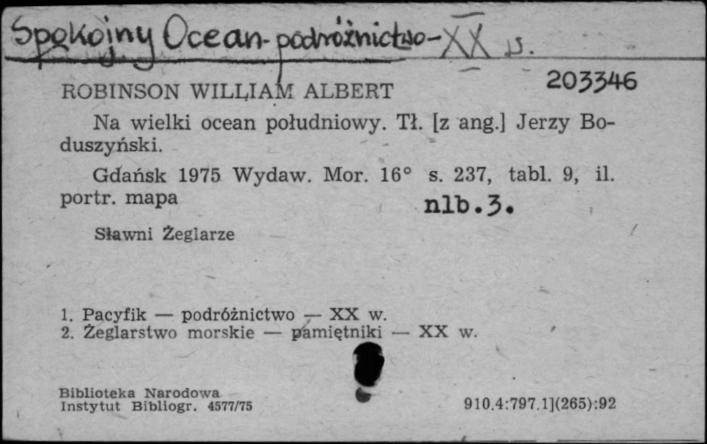 Spokojny Ocean-podróżnictwo-XX w.
203346
ROBINSON WILLIAM ALBERT
Na wielki ocean południowy. Tł. [z ang.] Jerzy Bo-
duszyński.
Gdańsk 1975 Wydaw. Mor. 16° s. 237, tabl. 9, il.
portr. mapa
nlb.3.
Sławni Żeglarze
1. Pacyfik — podróżnictwo — XX w.
2. Żeglarstwo morskie — pamiętniki — XX w.
Biblioteka Narodowa
Instytut Bibliogr. 4577/75
910.4:797.1](265):92